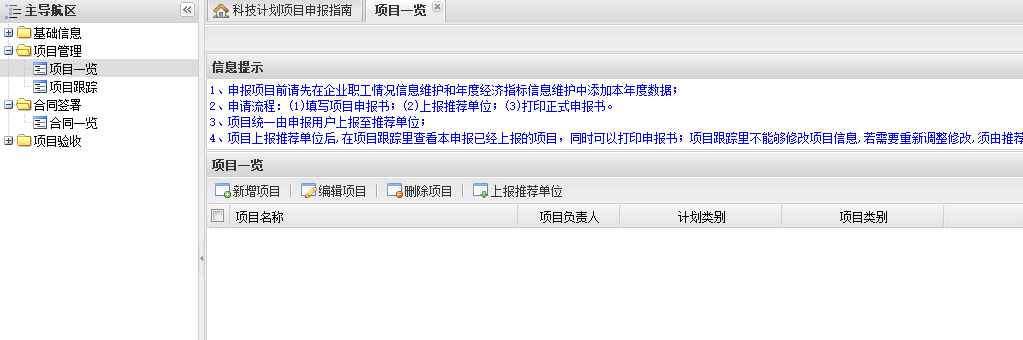 主导航区
基础信息
项目管理
项目一览
项目跟踪
合同签署
合同一览
项目验收
科技计划项目申报指南 项目一览
信息提示
1、申报项目前请先在企业职工情况信息维护和年度经济指标信息维护中添加本年度数据；
2、申请流程：(1)填写项目申报书；(2)上报推荐单位；(3)打印正式申报书。
3、项目统一由申报用户上报至推荐单位；
4、项目上报推荐单位后,在项目跟踪里查看本申报已经上报的项目，同时可以打印申报书；项目跟踪里不能够修改项目信息,若需要重新调整修改,须由推荐
项目一览
新增项目 编辑项目 删除项目 上报推荐单位
项目名称 项目负责人 计划类别 项目类别